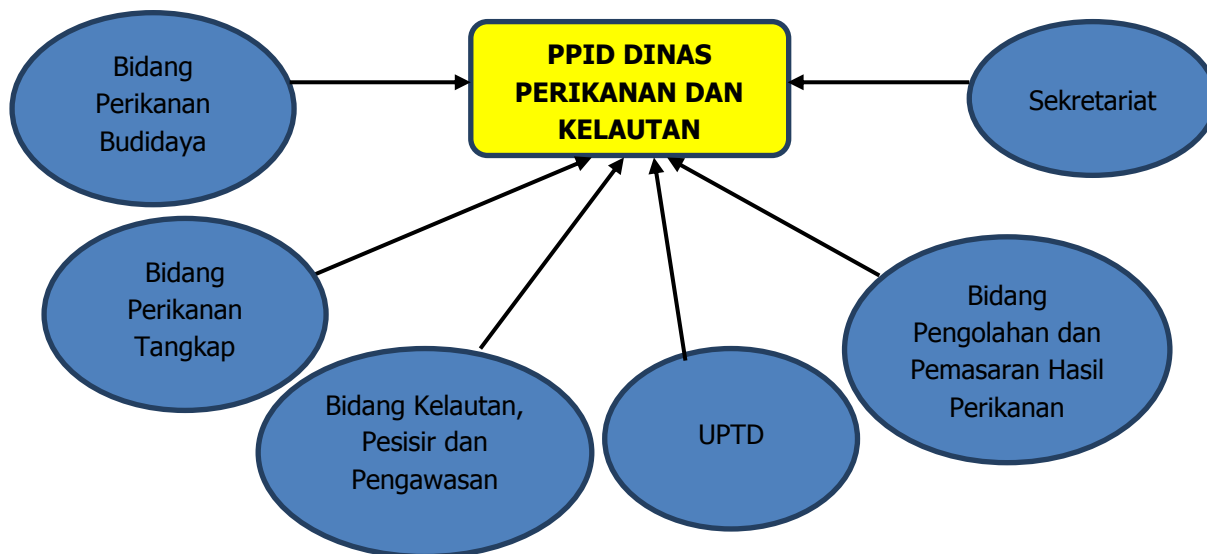 PPID DINAS
PERIKANAN DAN
KELAUTAN
Bidang
Perikanan
Budidaya
Sekretariat
Bidang
Perikanan
Tangkap
Bidang Kelautan,
Pesisir dan
Pengawasan
UPTD
Bidang
Pengolahan dan
Pemasaran Hasil
Perikanan